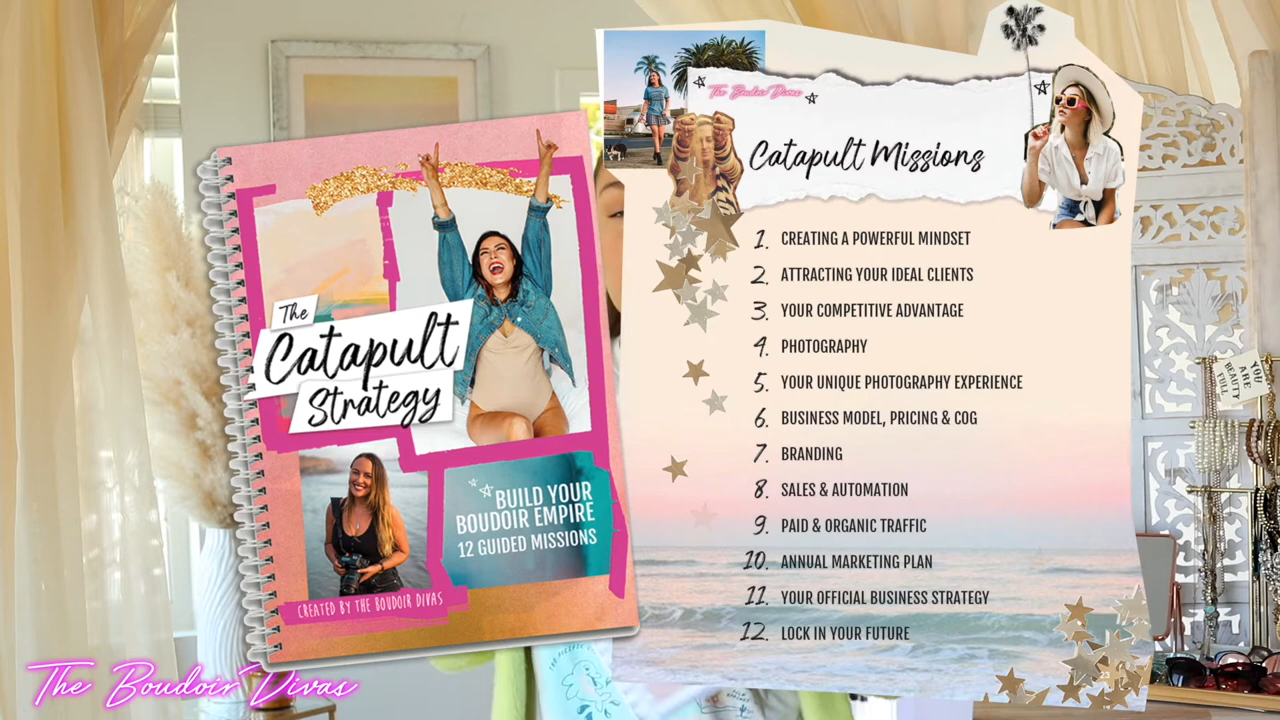 The
Catapult
Strategy
BUILD YOUR
BOUDOIR EMPIRE
12 GUIDED MISSIONS
CREATED BY THE BOUDOIR DIVAS
The Boudoir Divas
The Boudoir Divas
Catapult Missions
1. CREATING A POWERFUL MINDSET
2. ATTRACTING YOUR IDEAL CLIENTS
3. YOUR COMPETITIVE ADVANTAGE
4. PHOTOGRAPHY
5. YOUR UNIQUE PHOTOGRAPHY EXPERIENCE
6. BUSINESS MODEL, PRICING & COG
7. BRANDING
8. SALES & AUTOMATION
9. PAID & ORGANIC TRAFFIC
10. ANNUAL MARKETING PLAN
11. YOUR OFFICIAL BUSINESS STRATEGY
12. LOCK IN YOUR FUTURE
YOU
ARE
BEAUTY
FULL